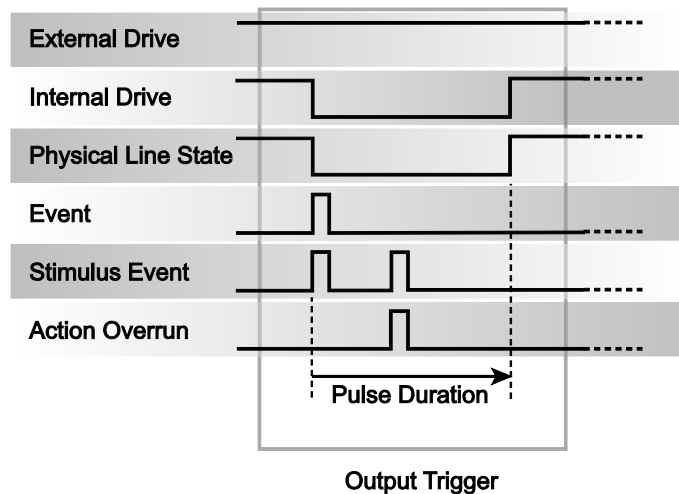 External Drive
Internal Drive
Physical Line State
Event
Stimulus Event
Action Overrun
Pulse Duration
Output Trigger